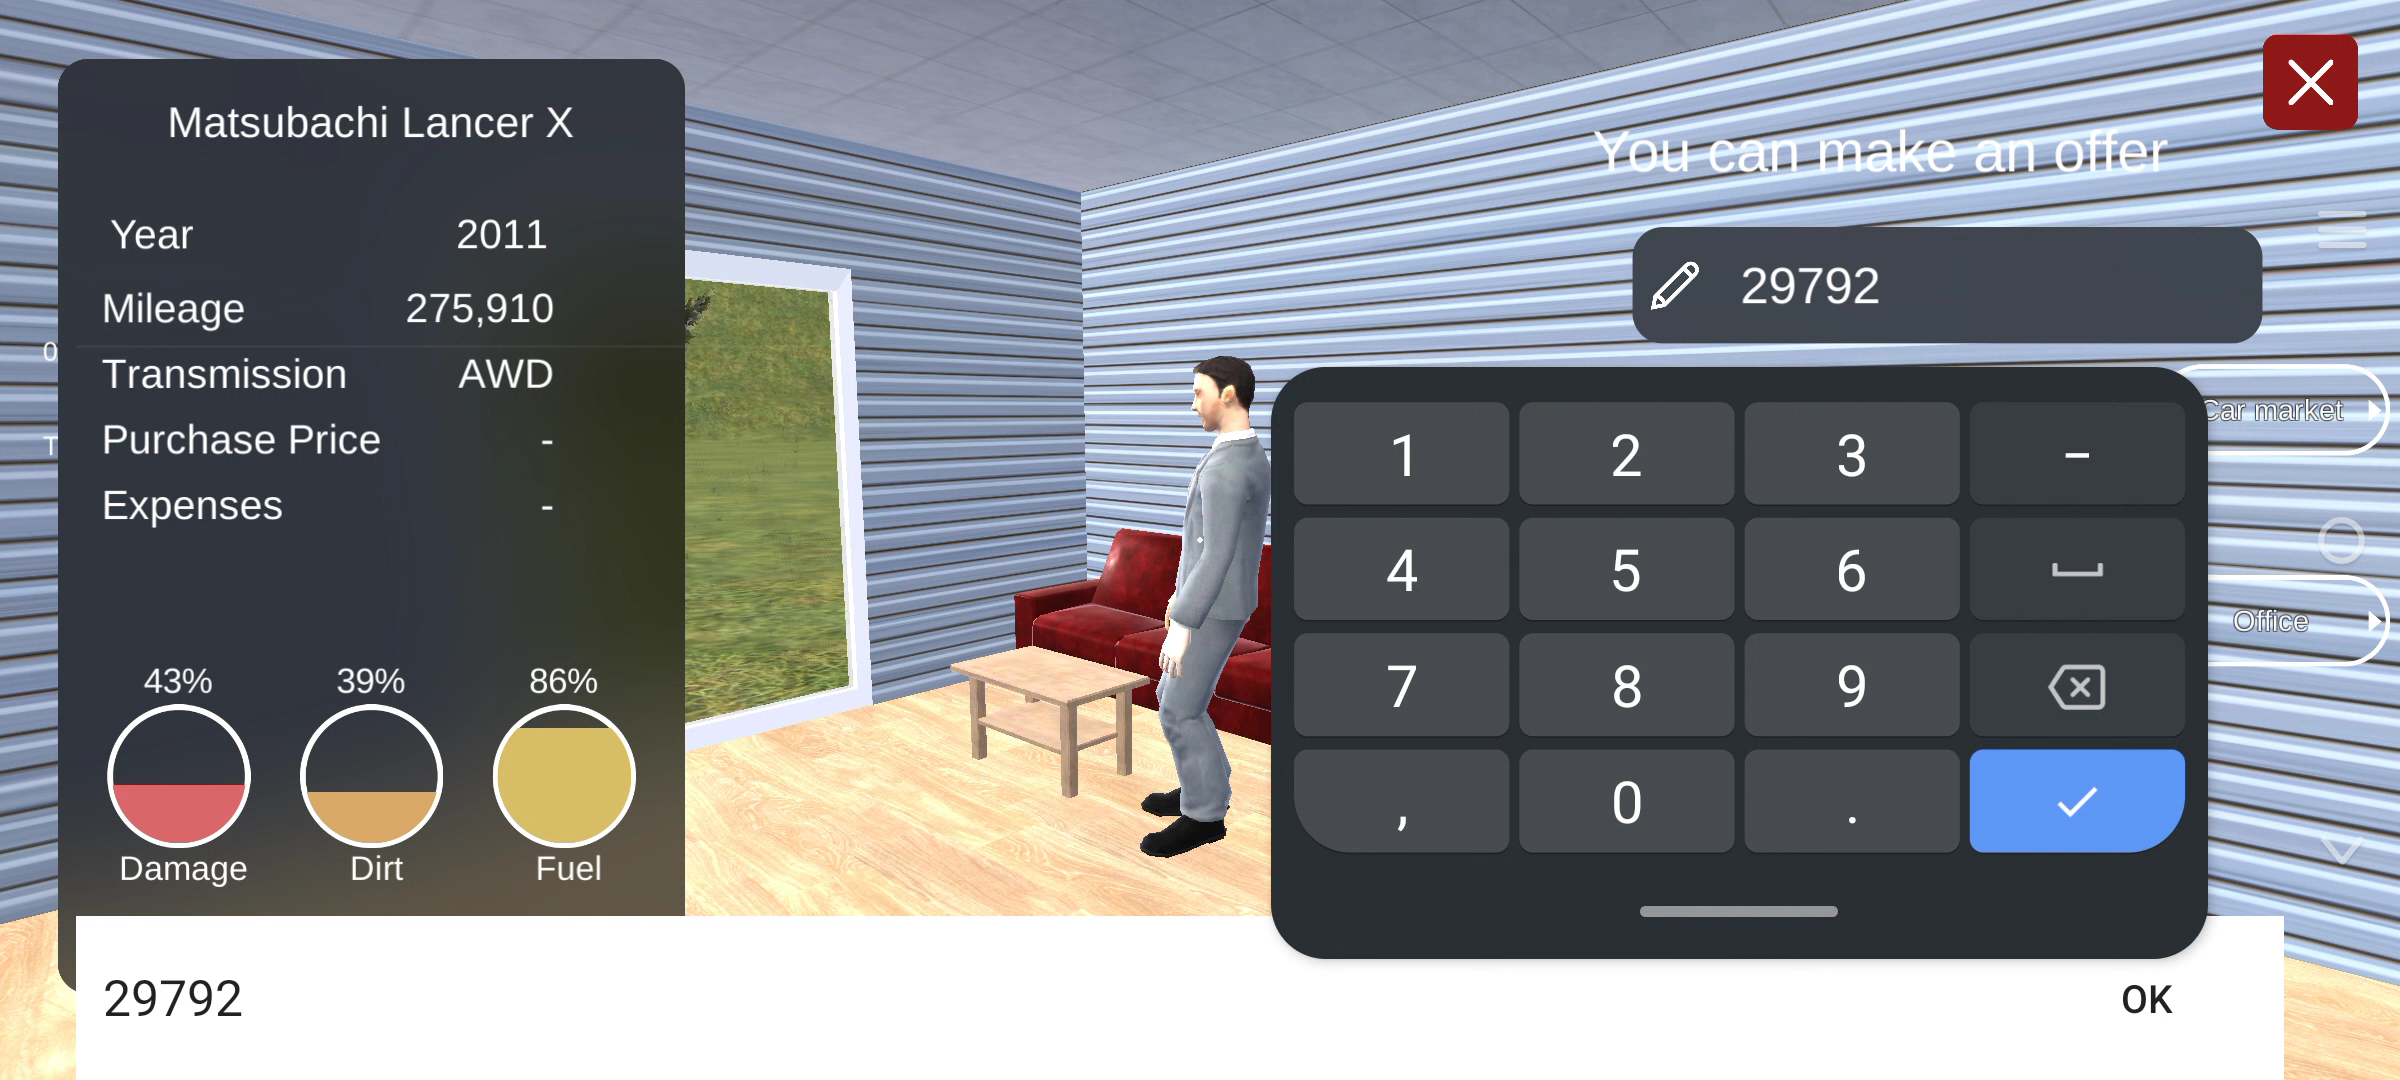 Matsubachi Lancer X
Year 2011
Mileage 275,910
Transmission AWD
Purchase Price -
Expenses -
43% 39% 86%
Damage Dirt Fuel
You can make an offer
29792
Car market
Office
1 2 3 -
4 5 6
7 8 9
, 0 .
29792
OK